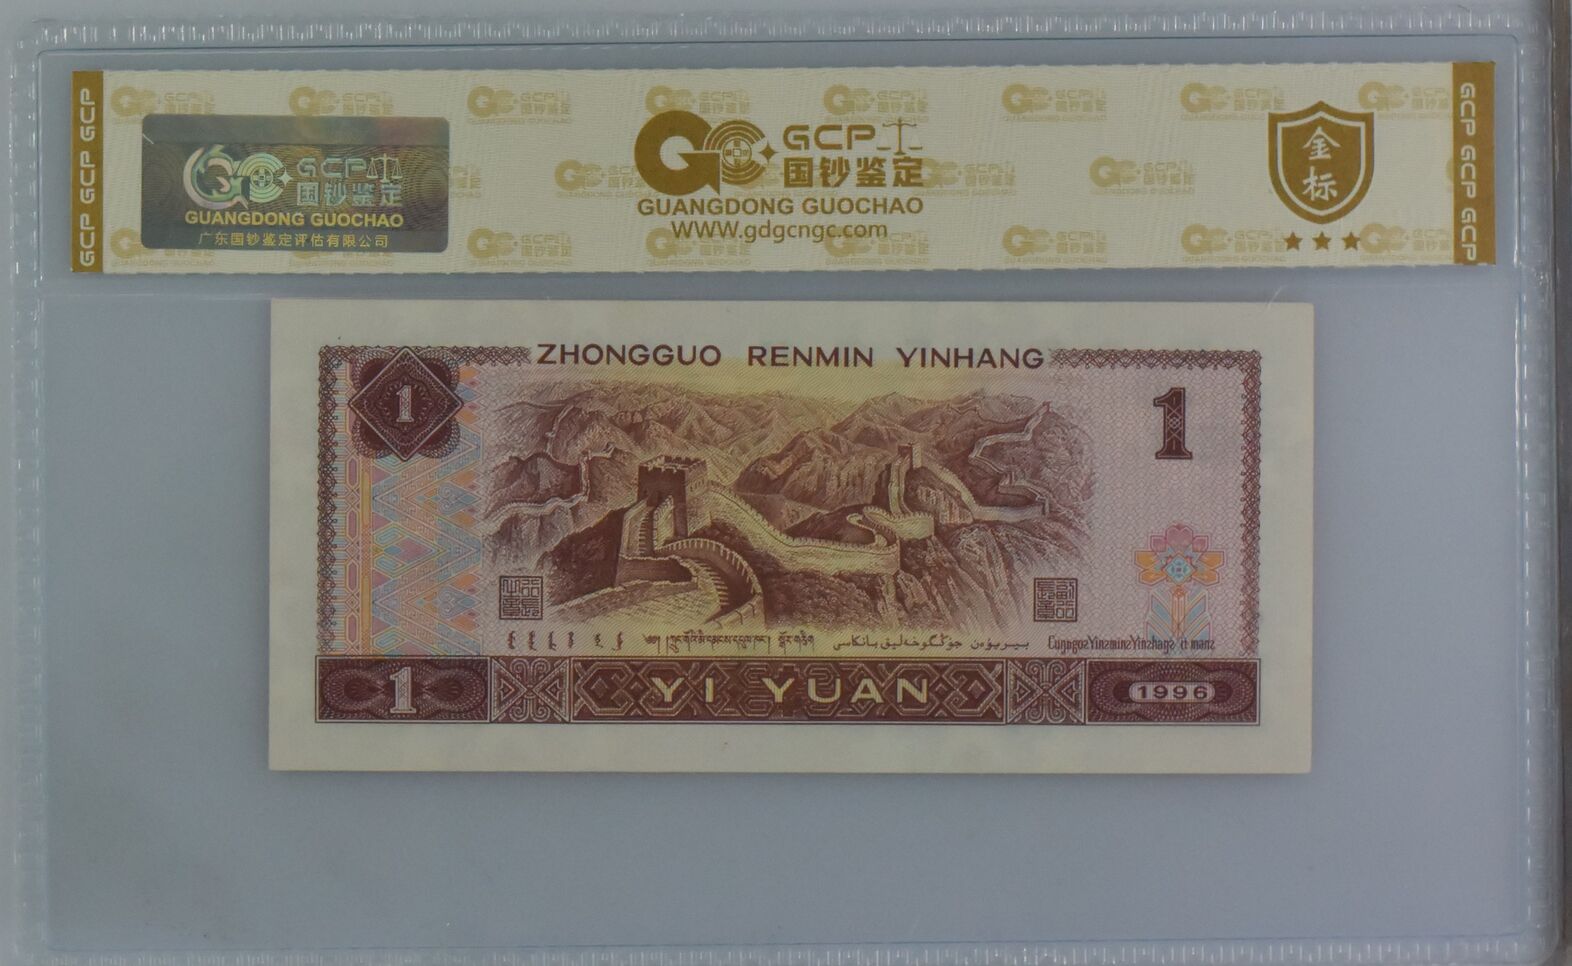 GCP GCP GCP
GCP 国钞鉴定
GUANGDONG GUOCHAO
广东国钞鉴定评估有限公司
GCP
国钞鉴定
GUANGDONG GUOCHAO
WWW.gdgcngc.com
金标
GCP GCP GCP
ZHONGGUO RENMIN YINHANG
1
1
1
YI YUAN
1996